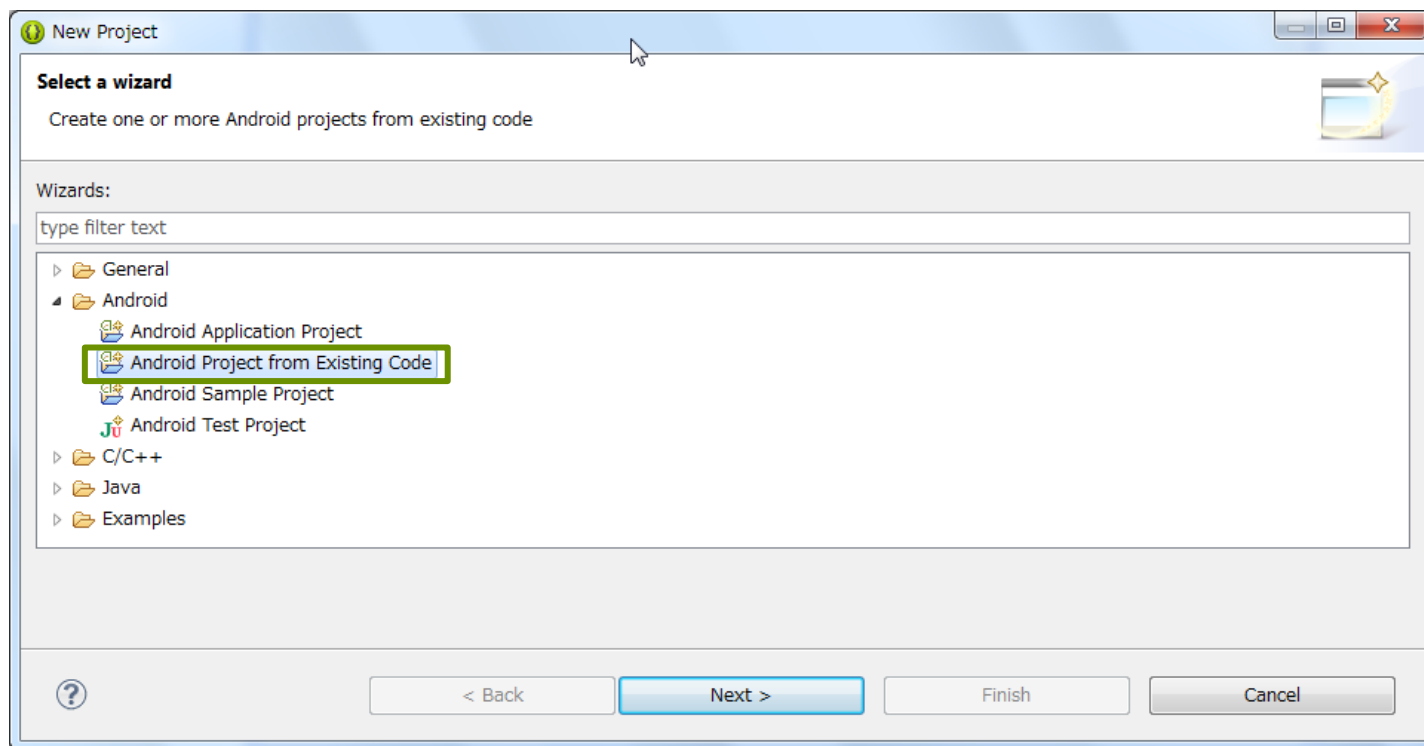 New Project
Select a wizard
Create one or more Android projects from existing code
Wizards:
type filter text
General
Android
Android Application Project
Android Project from Existing Code
Android Sample Project
Android Test Project
C/C++
Java
Examples
? < Back Next > Finish Cancel